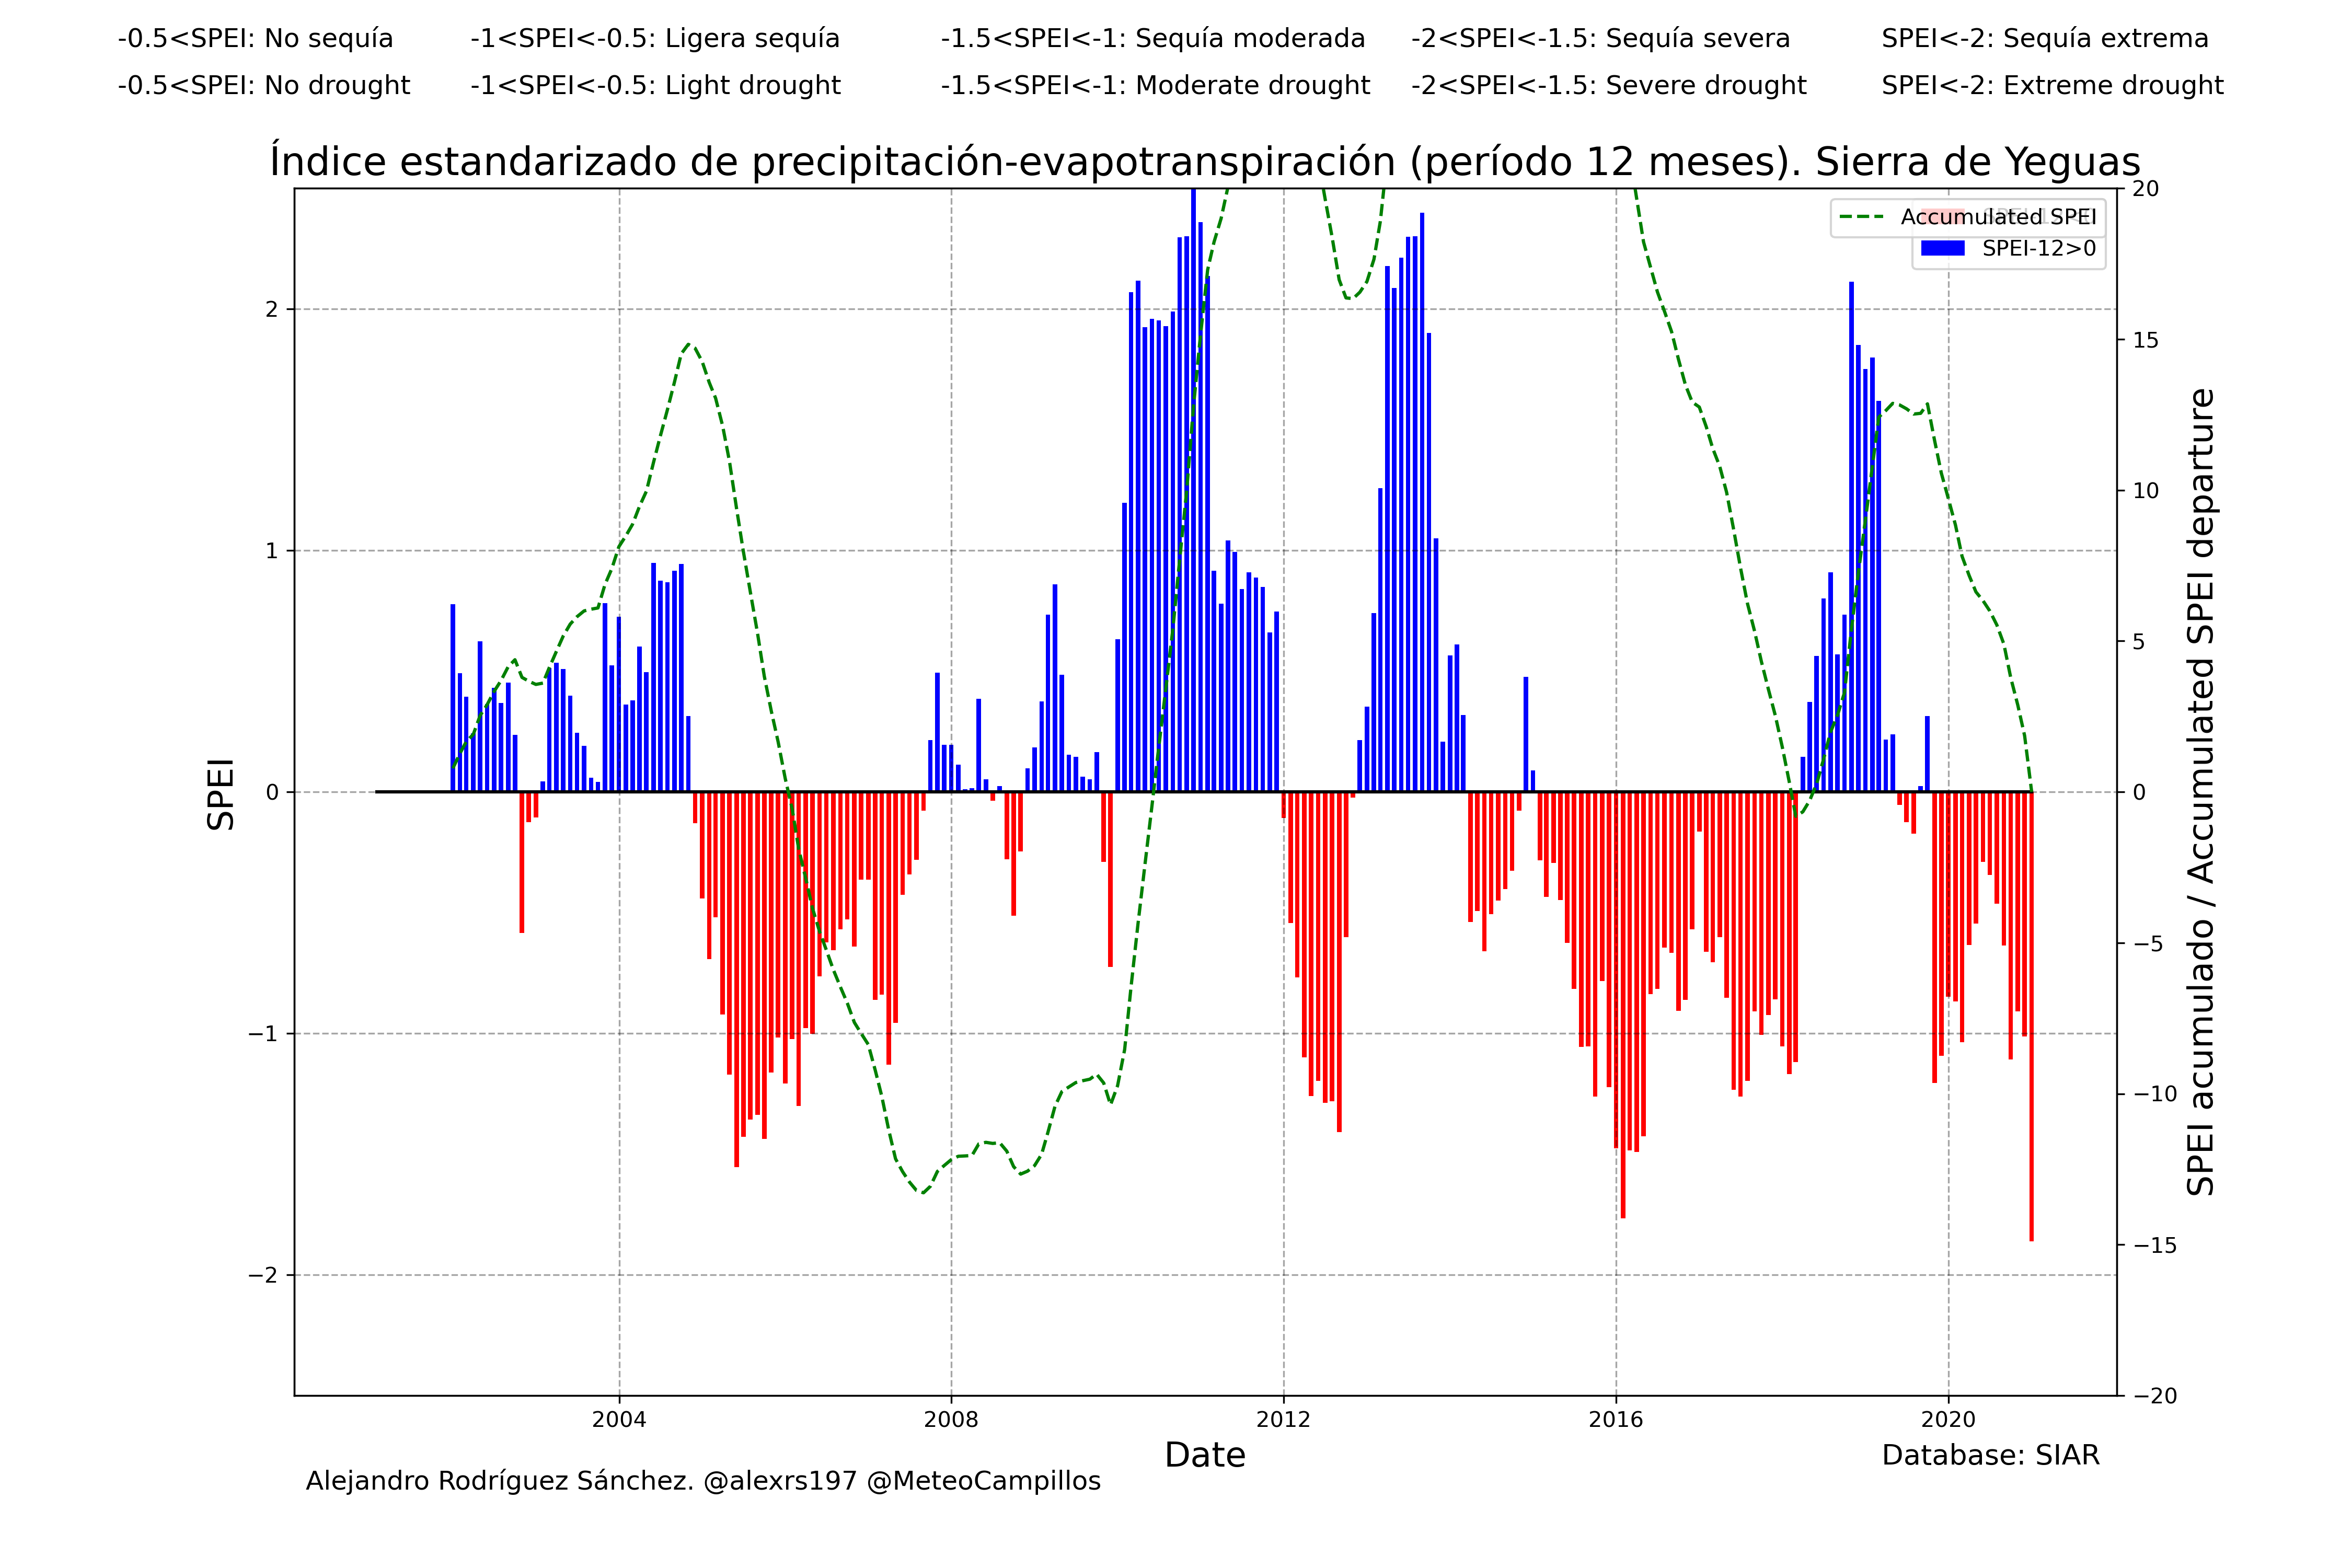 -0.5<SPEI: No sequía -1<SPEI<-0.5: Ligera sequía -1.5<SPEI<-1: Sequía moderada -2<SPEI<-1.5: Sequía severa SPEI<-2: Sequía extrema
-0.5<SPEI: No drought -1<SPEI<-0.5: Light drought -1.5<SPEI<-1: Moderate drought -2<SPEI<-1.5: Severe drought SPEI<-2: Extreme drought
Índice estandarizado de precipitación-evapotranspiración (período 12 meses). Sierra de Yeguas
Accumulated SPEI
SPEI-12>0
SPEI
2
1
0
−1
−2
20
15
10
5
0
−5
−10
−15
−20
SPEI acumulado / Accumulated SPEI departure
2004 2008 2012 2016 2020
Date
Database: SIAR
Alejandro Rodríguez Sánchez. @alexrs197 @MeteoCampillos